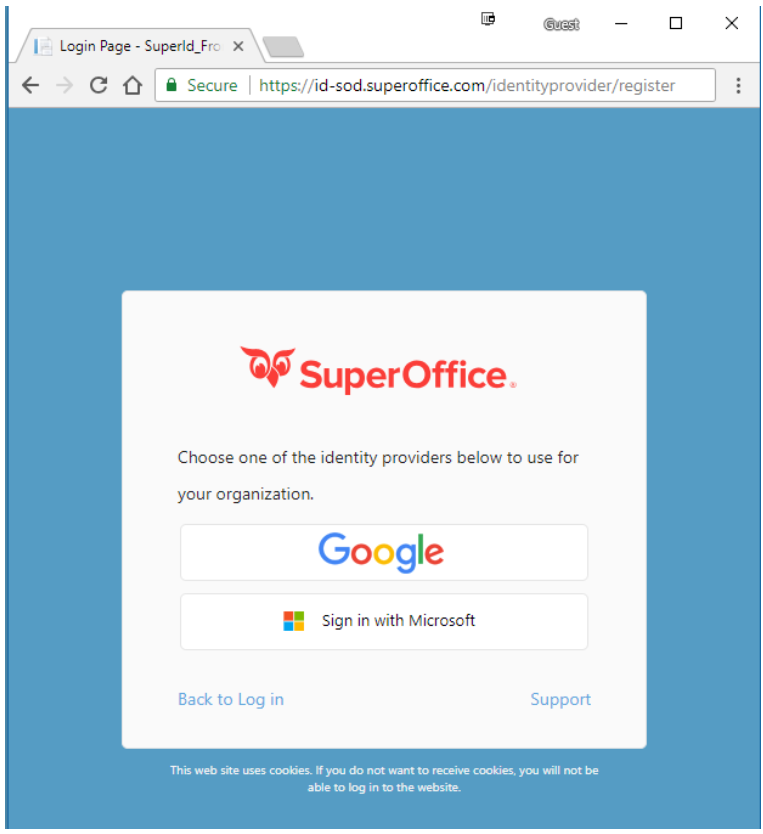 Guest
Login Page - SuperId_Fro
Secure
https://id-sod.superoffice.com/identityprovider/register
SuperOffice.
Choose one of the identity providers below to use for
your organization.
Google
Sign in with Microsoft
Back to Log in
Support
This web site uses cookies. If you do not want to receive cookies, you will not be
able to log in to the website.